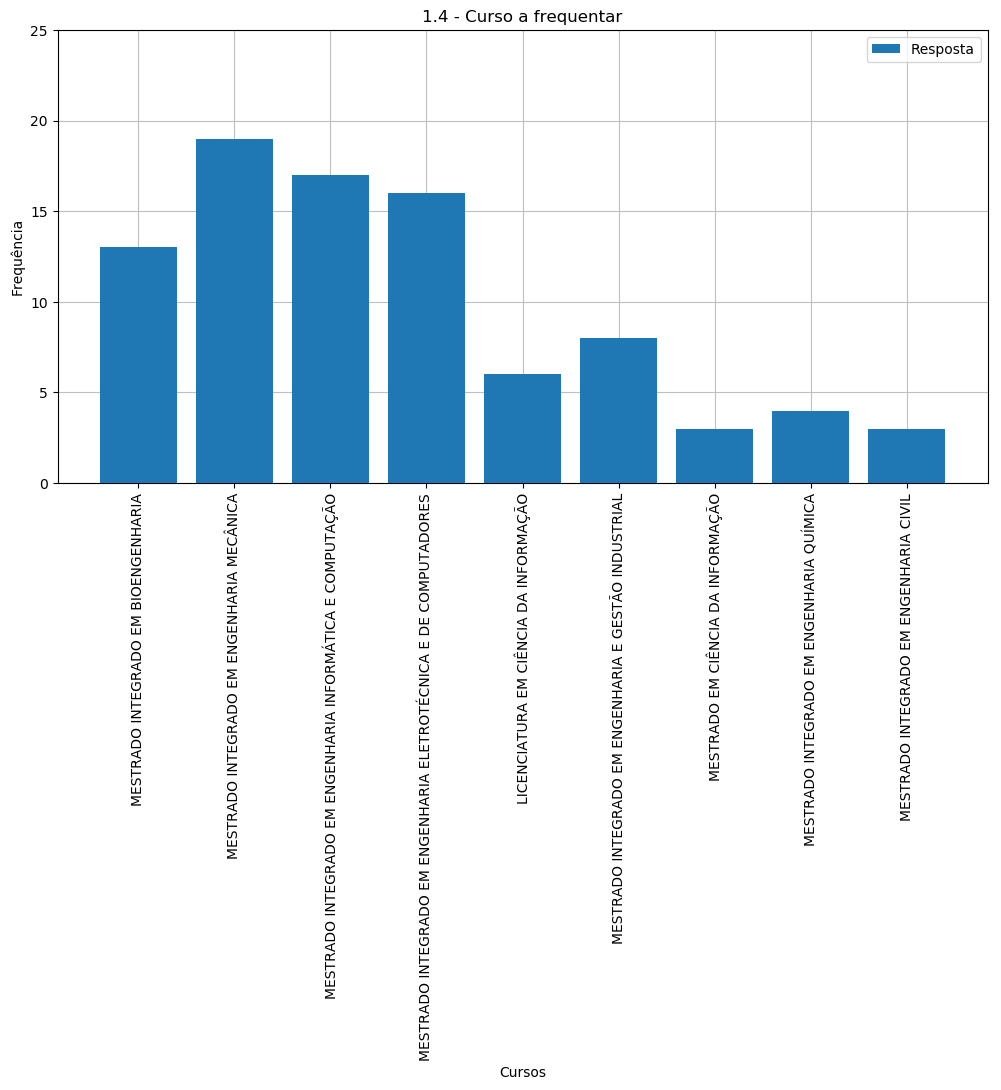 1.4 - Curso a frequentar
Resposta
Frequência
25
20
15
10
5
0
MESTRADO INTEGRADO EM BIOENGENHARIA
MESTRADO INTEGRADO EM ENGENHARIA MECÂNICA
MESTRADO INTEGRADO EM ENGENHARIA INFORMÁTICA E COMPUTAÇÃO
MESTRADO INTEGRADO EM ENGENHARIA ELETROTÉCNICA E DE COMPUTADORES
LICENCIATURA EM CIÊNCIA DA INFORMAÇÃO
MESTRADO INTEGRADO EM ENGENHARIA E GESTÃO INDUSTRIAL
MESTRADO EM CIÊNCIA DA INFORMAÇÃO
MESTRADO INTEGRADO EM ENGENHARIA QUÍMICA
MESTRADO INTEGRADO EM ENGENHARIA CIVIL
Cursos